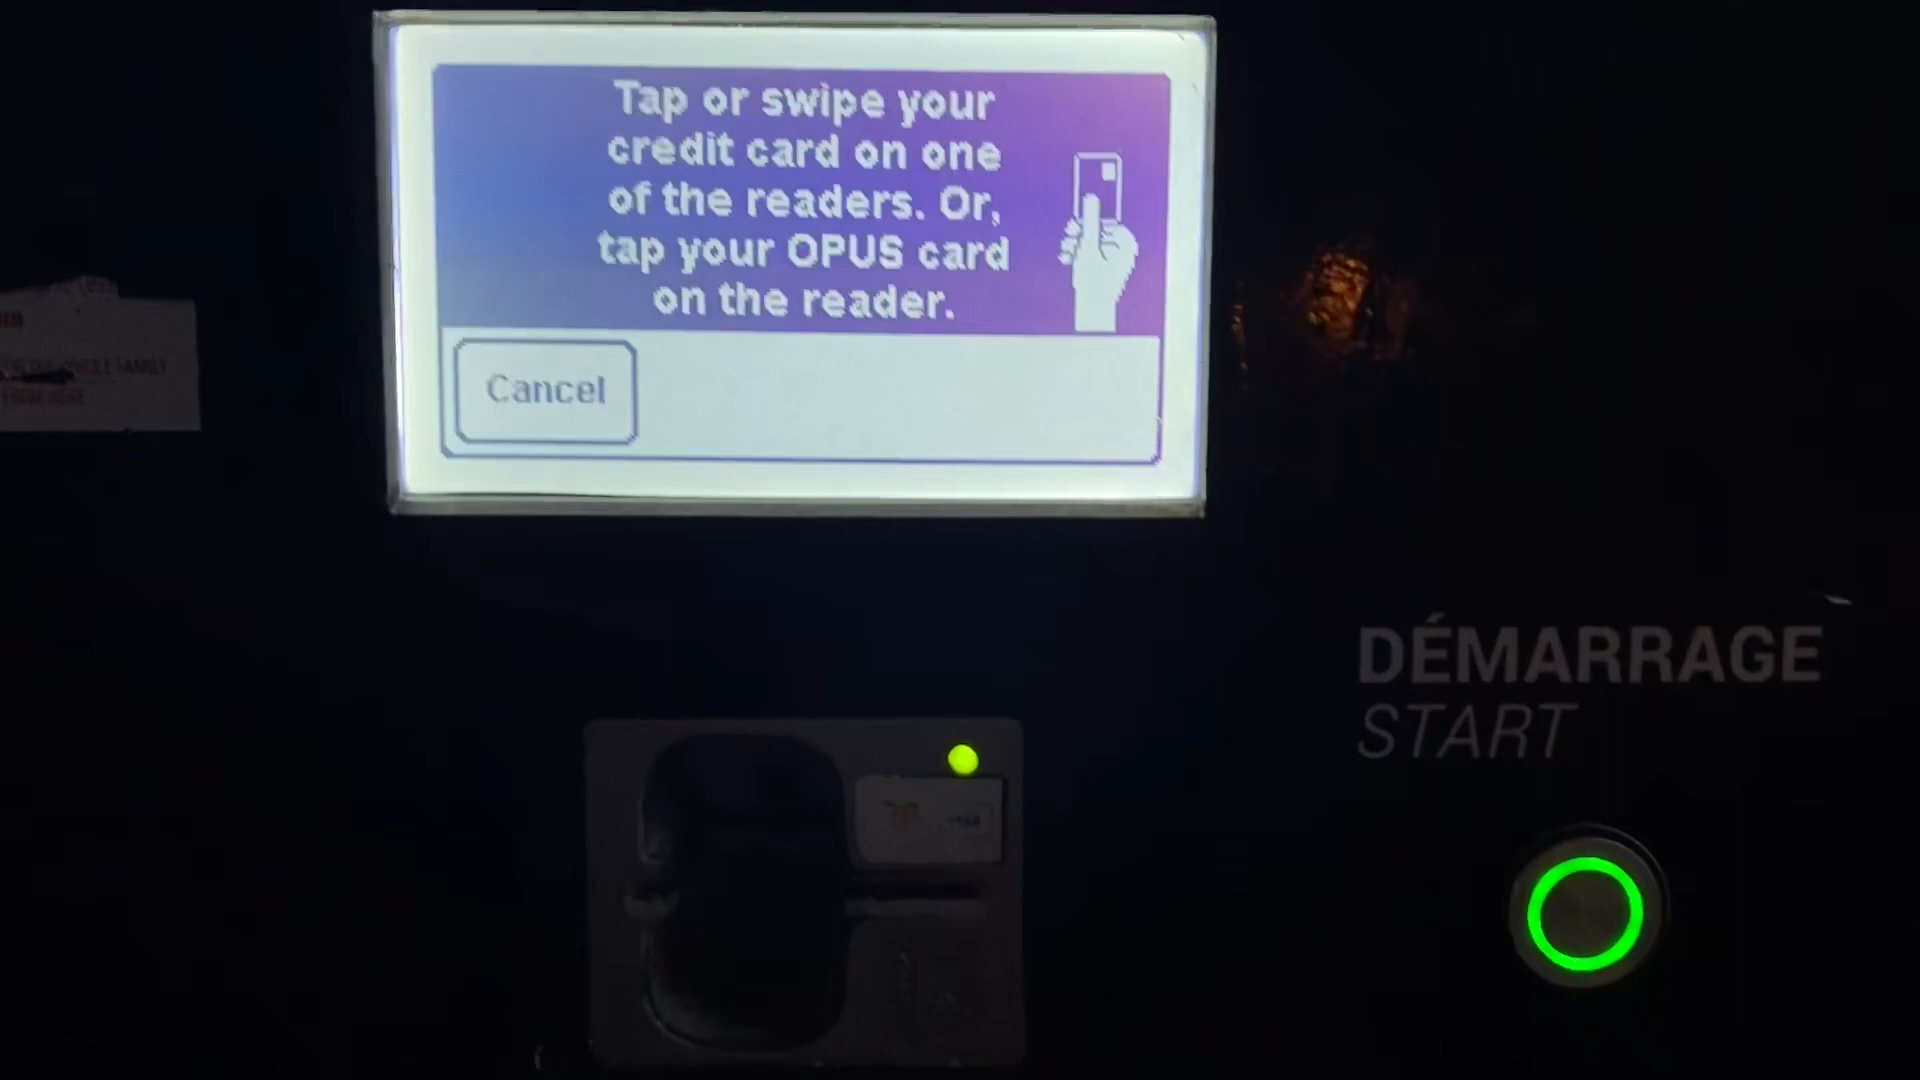 Tap or swipe your
credit card on one
of the readers. Or,
tap your OPUS card
on the reader.
Cancel
FAMILY
DÉMARRAGE
START